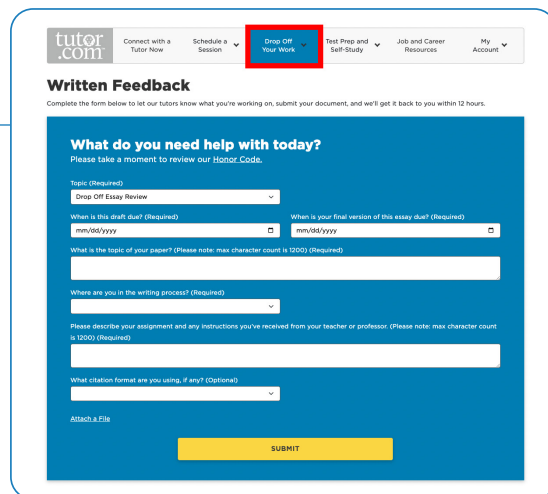 tutor
.com
Connect with a
Tutor Now
Schedule a
Session
Drop Off
Your Work
Test Prep and
Self-Study
Job and Career
Resources
My
Account
Written Feedback
Complete the form below to let our tutors know what you're working on, submit your document, and we'll get it back to you within 12 hours.
What do you need help with today?
Please take a moment to review our Honor Code.
Topic (Required)
Drop Off Essay Review
When is this draft due? (Required)
When is your final version of this essay due? (Required)
mm/dd/yyyy
mm/dd/yyyy
What is the topic of your paper? (Please note: max character count is 1200) (Required)
Where are you in the writing process? (Required)
Please describe your assignment and any instructions you've received from your teacher or professor. (Please note: max character count
is 1200) (Required)
What citation format are you using, if any? (Optional)
Attach a File
SUBMIT